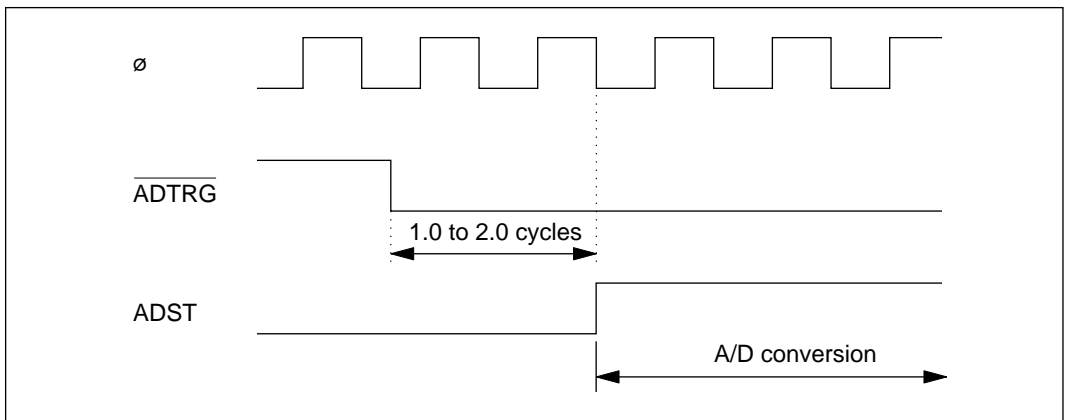 ø
ADTRG
1.0 to 2.0 cycles
ADST
A/D conversion